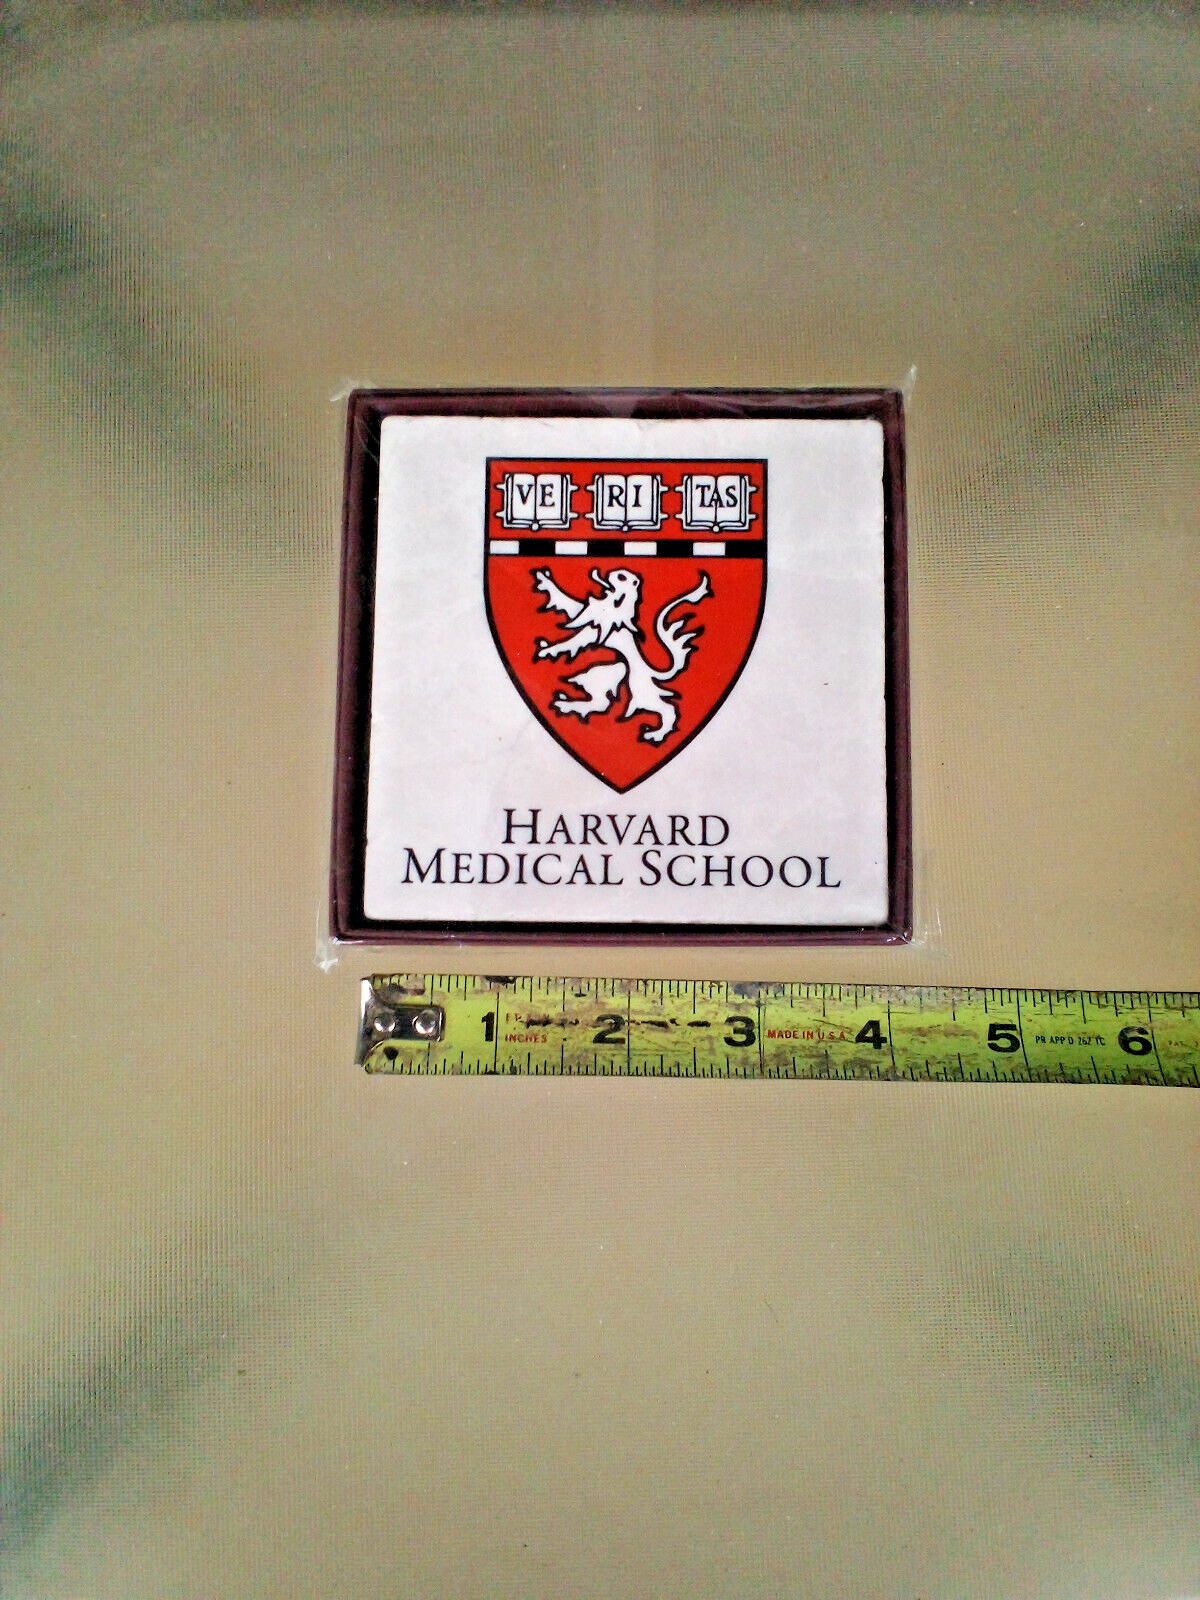 VE RI TAS
HARVARD
MEDICAL SCHOOL
1 2 3 MADE IN U.S.A. 4 5 6
INCHES